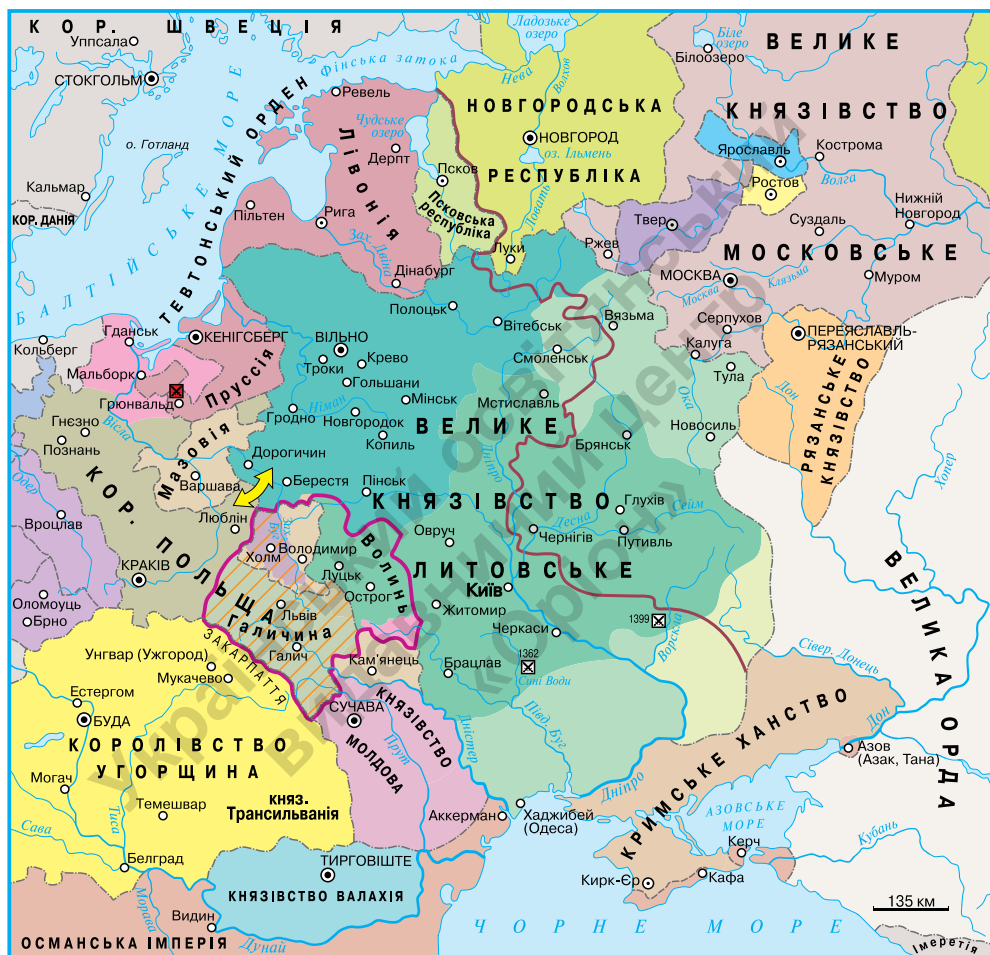 КОР. ШВЕЦІЯ
Уппсала
СТОКГОЛЬМ
Ладозьке
озеро
Біле
озеро
Білоозеро
ВЕЛИКЕ
КНЯЗІВСТВО
МОСКОВСЬКЕ
Фінська затока
Нева
Волхов
Ревель
НОВГОРОДСЬКА
НОВГОРОД
оз. Ільмень
РЕСПУБЛІКА
Ловать
Чудське
озеро
Дерпт
Псков
Псковська
республіка
Луки
Ярославль
Кострома
Ростов
Волга
Нижній
Новгород
Суздаль
Твер
Ржев
МОСКВА
Москва
Клязьма
Муром
о. Готланд
Кальмар
КОР. ДАНІЯ
БАЛТІЙСЬКЕ МОРЕ
ТЕВТОНСЬКИЙ ОРДЕН
Лівонія
Пільтен
Рига
Зах. Двіна
Дінабург
Полоцьк
Вітебськ
Вязьма
Смоленськ
Серпухов
Калуга
Тула
ПЕРЕЯСЛАВЛЬ-
РЯЗАНСЬКИЙ
РЯЗАНСЬКЕ
КНЯЗІВСТВО
Дон
Ока
Хопер
Гданськ
Кольберг
КЕНІГСБЕРГ
Мальборк
Грюнвальд
Пруссія
ВІЛЬНО
Троки
Крево
Гольшани
Мінськ
Мстиславль
Німан
Гродно
Новгородок
Копиль
ВЕЛИКЕ
КНЯЗІВСТВО
ЛИТОВСЬКЕ
Дніпро
Брянськ
Новосиль
Гнєзно
Познань
Вісла
Мазовія
Варшава
Дорогичин
Берестя
Пінськ
Одер
Вроцлав
КОР. ПОЛЬЩА
Люблін
Зах. Буг
Холм
Володимир
Волинь
Луцьк
Острог
Овруч
Десна
Чернігів
Глухів
Сейм
Путивль
КРАКІВ
Оломоуць
Брно
Львів
Галичина
Галич
Житомир
Київ
Черкаси
1399
Ворскла
1362
Сині Води
Брацлав
Кам'янець
ЗАКАРПАТТЯ
Унгвар (Ужгород)
Мукачево
Естергом
БУДА
КОРОЛІВСТВО
УГОРЩИНА
Могач
Темешвар
Тиса
Сава
Белград
княз.
Трансильванія
СУЧАВА
КНЯЗІВСТВО
МОЛДОВА
Прут
Дністер
Півд. Буг
Дніпро
Сівер. Донець
Дон
ВЕЛИКА ОРДА
Аккерман
Хаджибей
(Одеса)
КРИМСЬКЕ ХАНСТВО
Азов
(Азак, Тана)
АЗОВСЬКЕ
МОРЕ
Кубань
Керч
Кафа
Кирк-Єр
ТИРГОВІШТЕ
КНЯЗІВСТВО ВАЛАХІЯ
Морава
Видин
Дунай
ОСМАНСЬКА ІМПЕРІЯ
ЧОРНЕ МОРЕ
135 км
Імеретія
Український освітянський
видавничий центр
«Оріон»